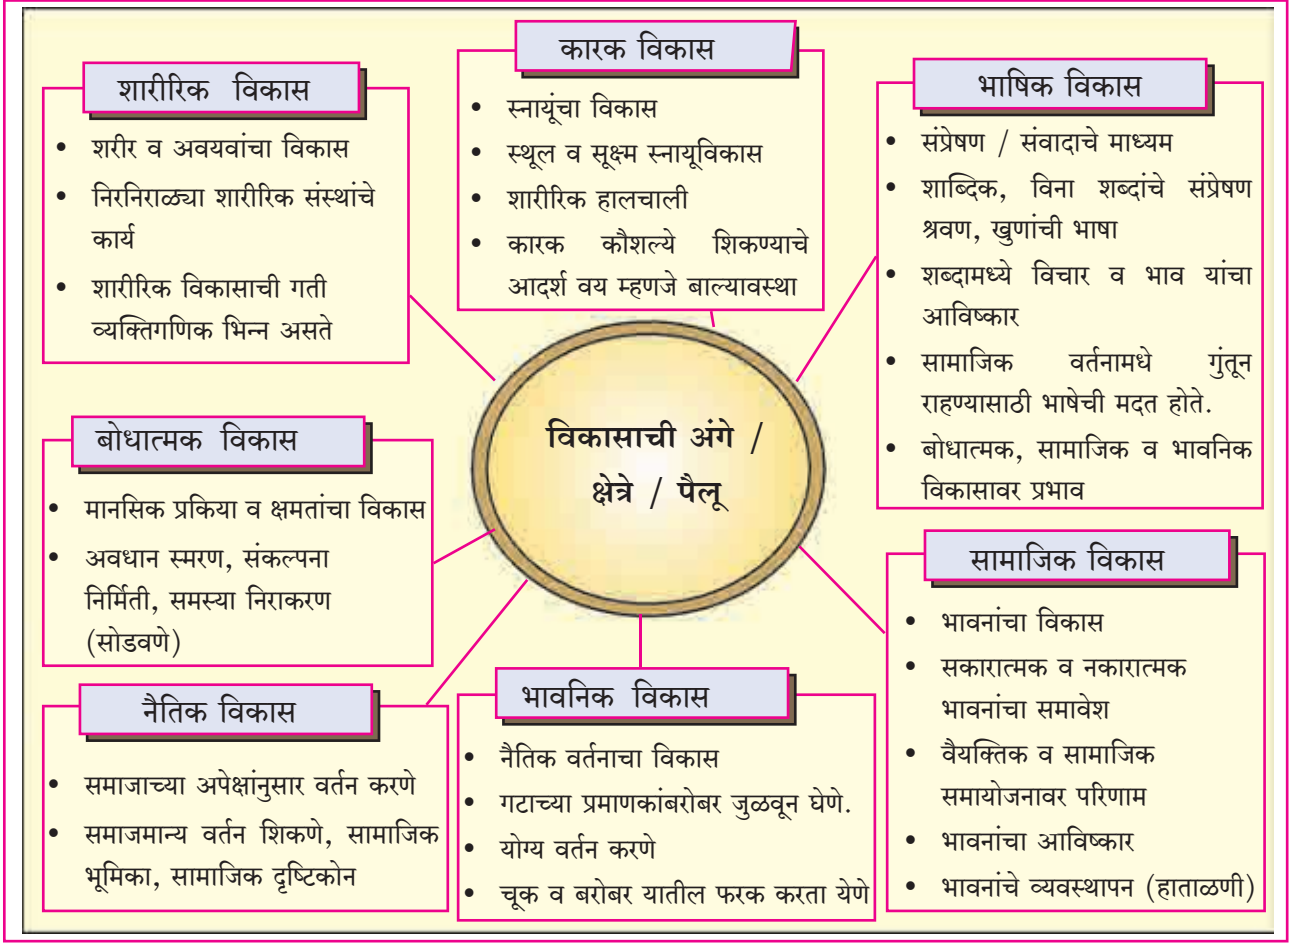 शारीरिक विकास
• शरीर व अवयवांचा विकास
• निरनिराळ्या शारीरिक संस्थांचे
कार्य
• शारीरिक विकासाची गती
व्यक्तिगणिक भिन्न असते
कारक विकास
• स्नायूंचा विकास
• स्थूल व सूक्ष्म स्नायूविकास
• शारीरिक हालचाली
• कारक कौशल्ये शिकण्याचे
आदर्श वय म्हणजे बाल्यावस्था
भाषिक विकास
• संप्रेषण / संवादाचे माध्यम
• शाब्दिक, विना शब्दांचे संप्रेषण
श्रवण, खुणांची भाषा
• शब्दामध्ये विचार व भाव यांचा
आविष्कार
• सामाजिक वर्तनामधे गुंतून
राहण्यासाठी भाषेची मदत होते.
• बोधात्मक, सामाजिक व भावनिक
विकासावर प्रभाव
विकासाची अंगे /
क्षेत्रे / पैलू
बोधात्मक विकास
• मानसिक प्रकिया व क्षमतांचा विकास
• अवधान स्मरण, संकल्पना
निर्मिती, समस्या निराकरण
(सोडवणे)
नैतिक विकास
• समाजाच्या अपेक्षांनुसार वर्तन करणे
• समाजमान्य वर्तन शिकणे, सामाजिक
भूमिका, सामाजिक दृष्टिकोन
भावनिक विकास
• नैतिक वर्तनाचा विकास
• गटाच्या प्रमाणकांबरोबर जुळवून घेणे.
• योग्य वर्तन करणे
• चूक व बरोबर यातील फरक करता येणे
सामाजिक विकास
• भावनांचा विकास
• सकारात्मक व नकारात्मक
भावनांचा समावेश
• वैयक्तिक व सामाजिक
समायोजनावर परिणाम
• भावनांचा आविष्कार
• भावनांचे व्यवस्थापन (हाताळणी)